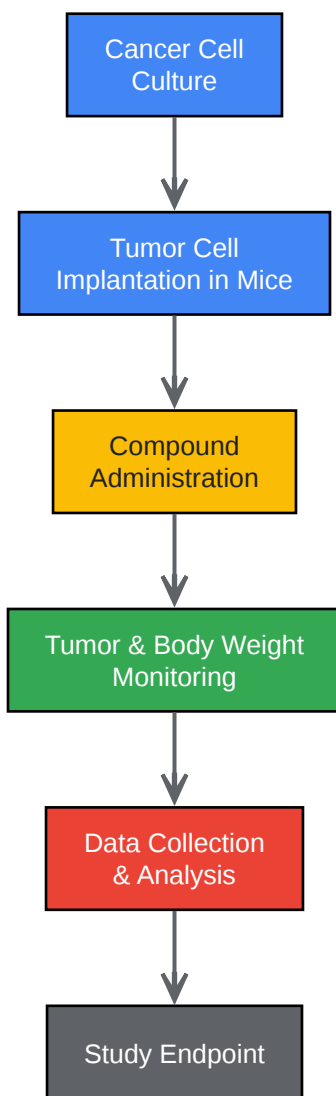 Cancer Cell
Culture
Tumor Cell
Implantation in Mice
Compound
Administration
Tumor & Body Weight
Monitoring
Data Collection
& Analysis
Study Endpoint